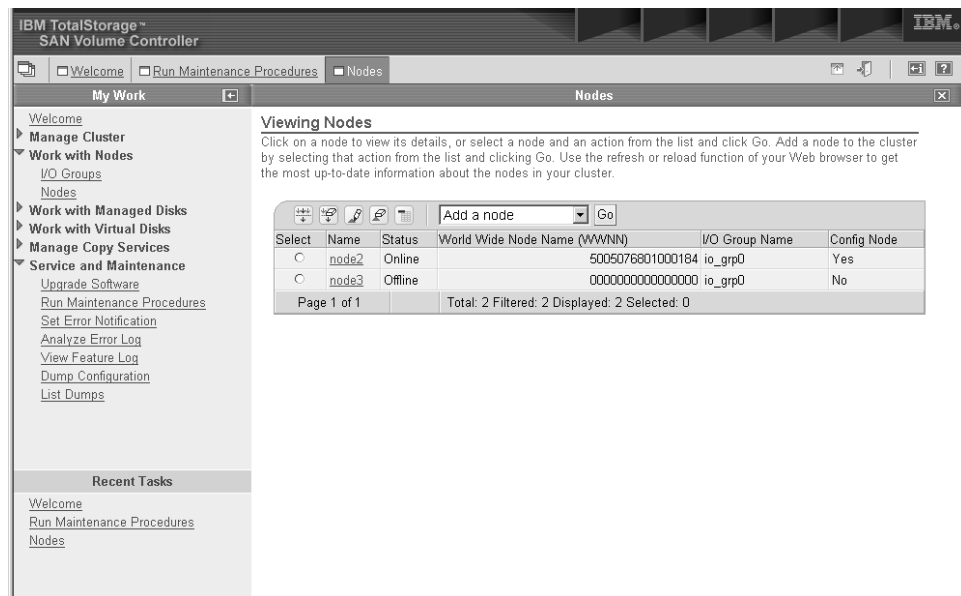 IBM TotalStorage™
SAN Volume Controller
IBM.
Welcome
Run Maintenance Procedures
Nodes
?
My Work
Nodes
Welcome
Manage Cluster
Work with Nodes
I/O Groups
Nodes
Work with Managed Disks
Work with Virtual Disks
Manage Copy Services
Service and Maintenance
Upgrade Software
Run Maintenance Procedures
Set Error Notification
Analyze Error Log
View Feature Log
Dump Configuration
List Dumps
Recent Tasks
Welcome
Run Maintenance Procedures
Nodes
Viewing Nodes
Click on a node to view its details, or select a node and an action from the list and click Go. Add a node to the cluster
by selecting that action from the list and clicking Go. Use the refresh or reload function of your Web browser to get
the most up-to-date information about the nodes in your cluster.
Add a node Go
Select Name Status World Wide Node Name (WWNN) I/O Group Name Config Node
node2 Online 5005076801000184 io_grp0 Yes
node3 Offline 0000000000000000 io_grp0 No
Page 1 of 1 Total: 2 Filtered: 2 Displayed: 2 Selected: 0